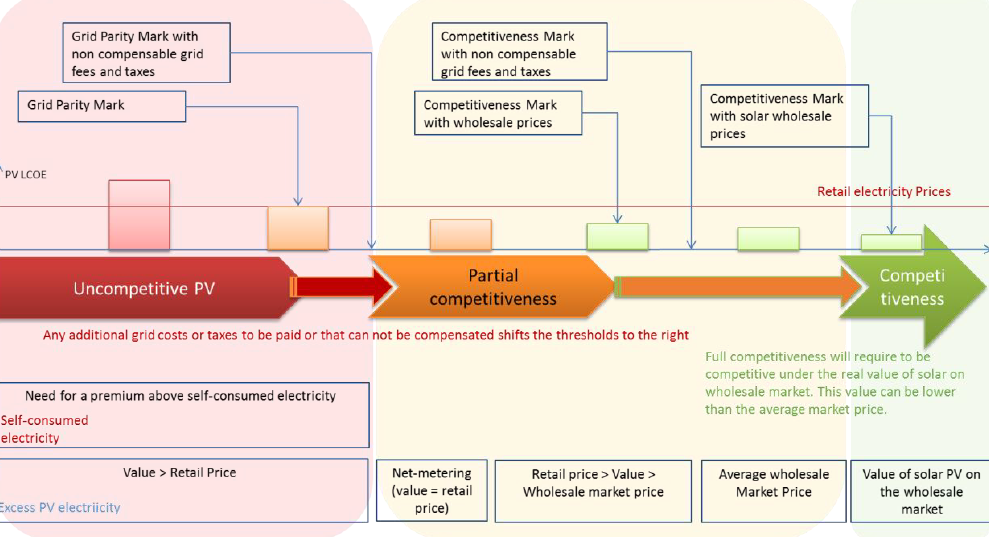 Grid Parity Mark with
non compensable grid
fees and taxes
Competitiveness Mark
with non compensable
grid fees and taxes
Grid Parity Mark
Competitiveness Mark
with wholesale prices
Competitiveness Mark
with solar wholesale
prices
PV LCOE
Retail electricity Prices
Uncompetitive PV
Partial
competitiveness
Competi
tiveness
Any additional grid costs or taxes to be paid or that can not be compensated shifts the thresholds to the right
Full competitiveness will require to be
competitive under the real value of solar on
wholesale market. This value can be lower
than the average market price.
Need for a premium above self-consumed electricity
Self-consumed
electricity
Value > Retail Price
Excess PV electriicity
Net-metering
(value = retail
price)
Retail price > Value >
Wholesale market price
Average wholesale
Market Price
Value of solar PV on
the wholesale
market